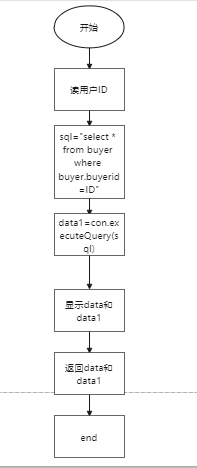 开始
读用户ID
sql="select *
from buyer
where
buyer.buyerid
=ID"
data1=con.ex
ecuteQuery(s
ql)
显示data和
data1
返回data和
data1
end